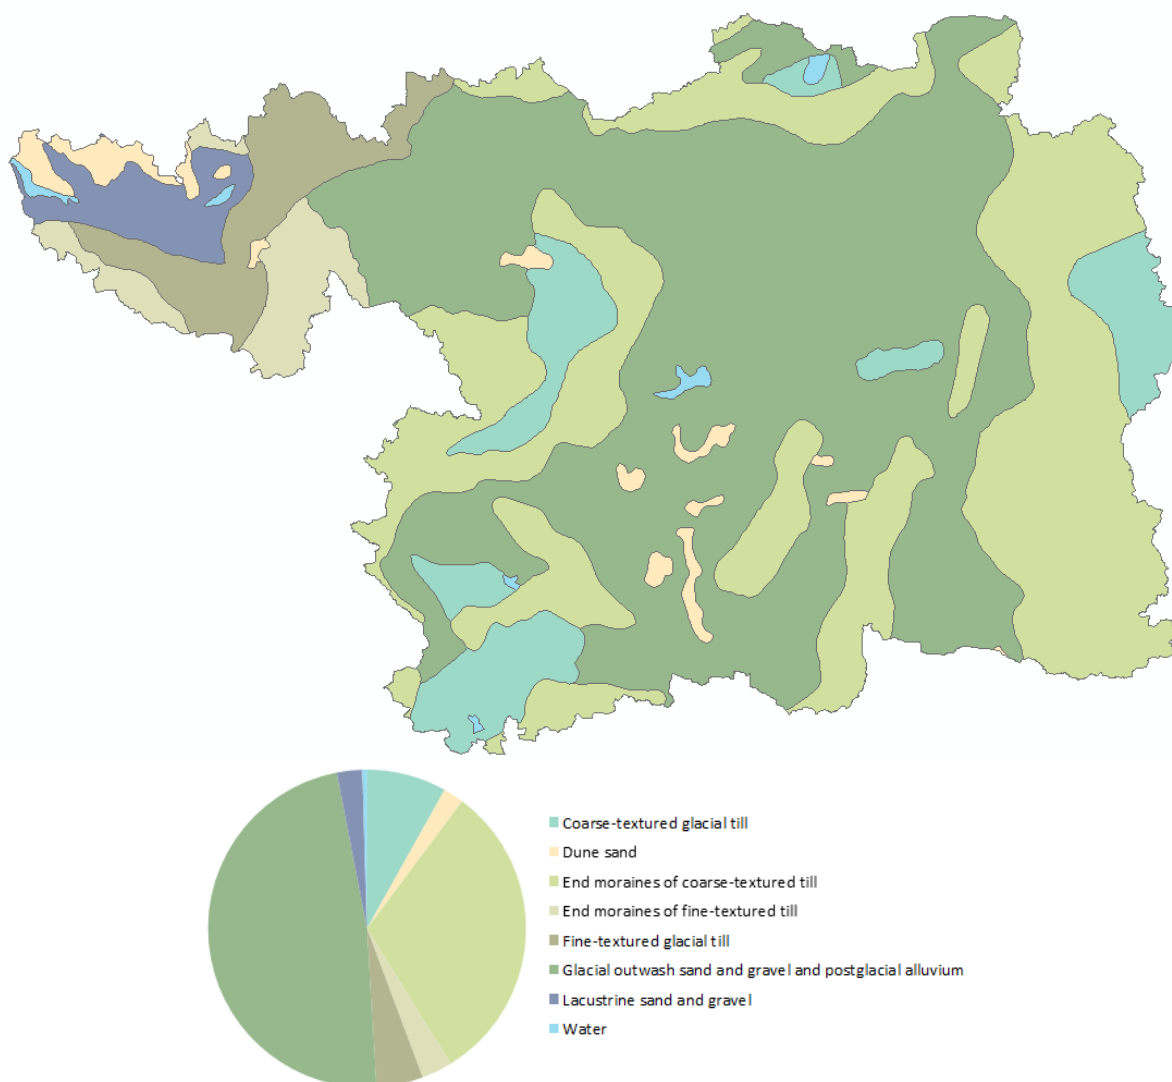 Coarse-textured glacial till
Dune sand
End moraines of coarse-textured till
End moraines of fine-textured till
Fine-textured glacial till
Glacial outwash sand and gravel and postglacial alluvium
Lacustrine sand and gravel
Water